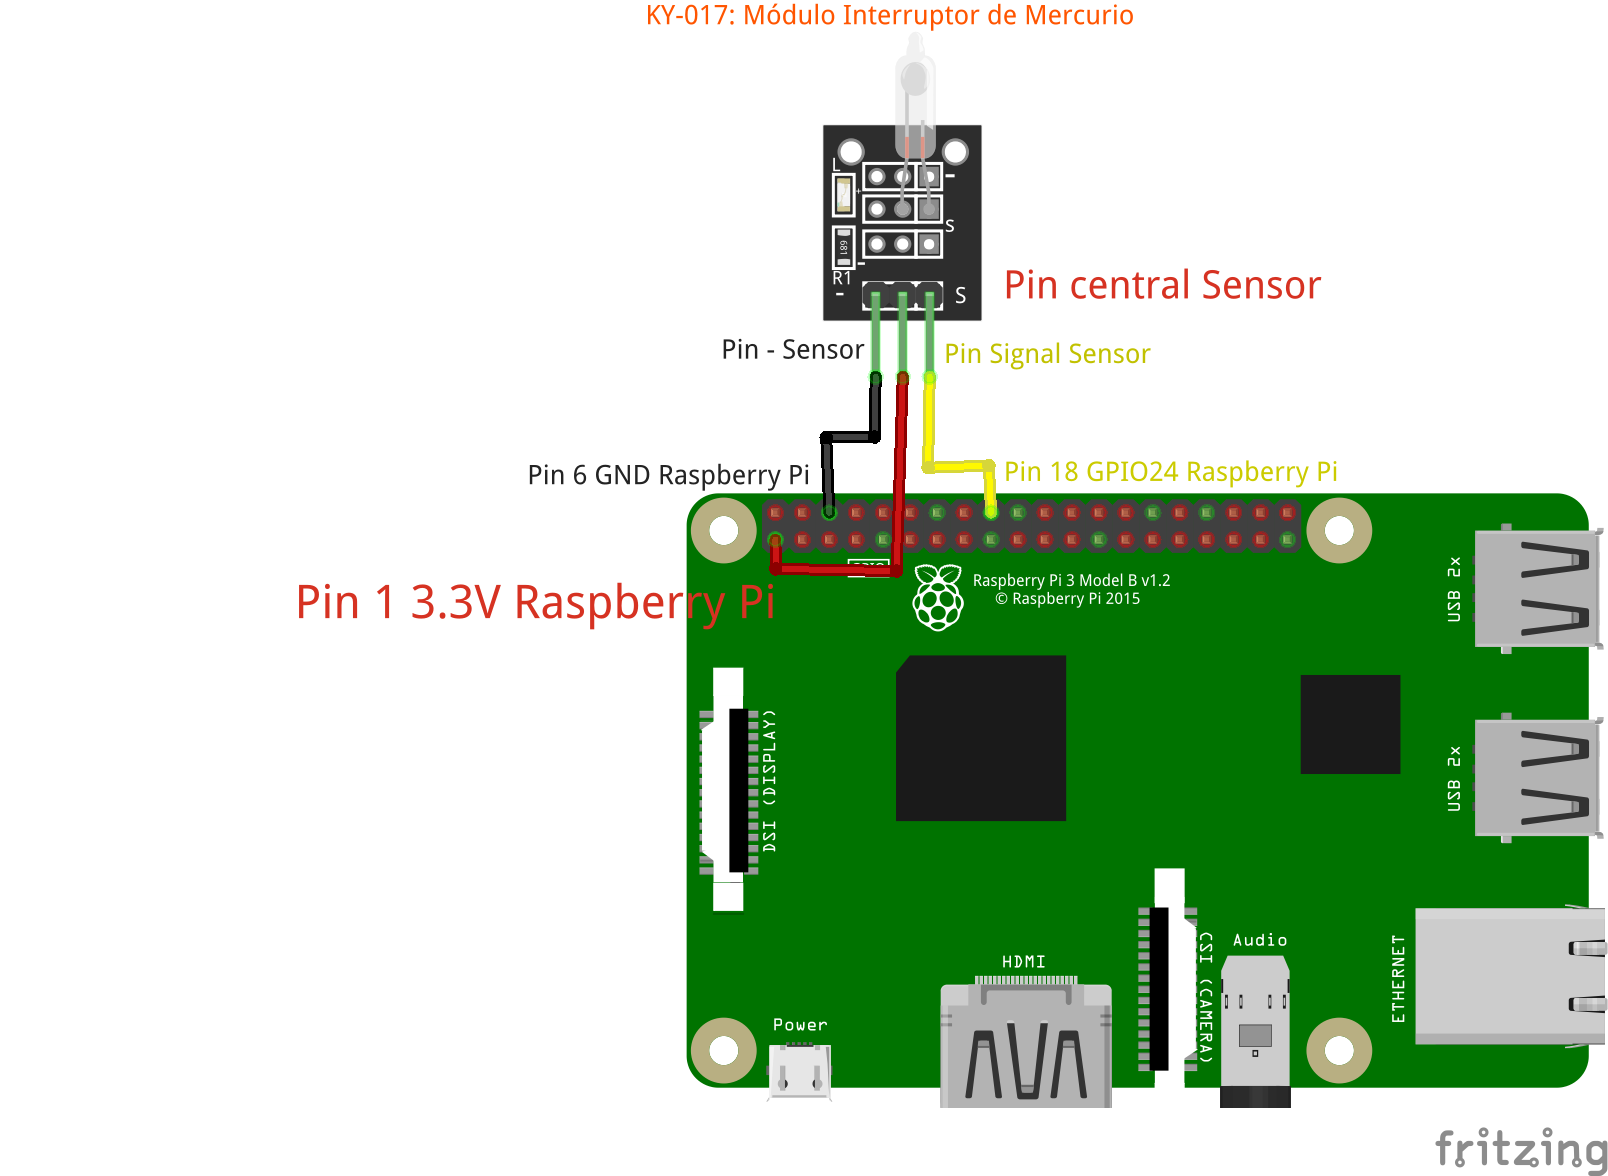 KY-017: Módulo Interruptor de Mercurio
L
+
-
S
681
-
R1
-
S
Pin central Sensor
Pin - Sensor
Pin Signal Sensor
Pin 6 GND Raspberry Pi
Pin 18 GPIO24 Raspberry Pi
Raspberry Pi 3 Model B v1.2
© Raspberry Pi 2015
Pin 1 3.3V Raspberry Pi
USB 2x
DSI (DISPLAY)
USB 2x
CSI (CAMERA)
Audio
ETHERNET
HDMI
Power
fritzing